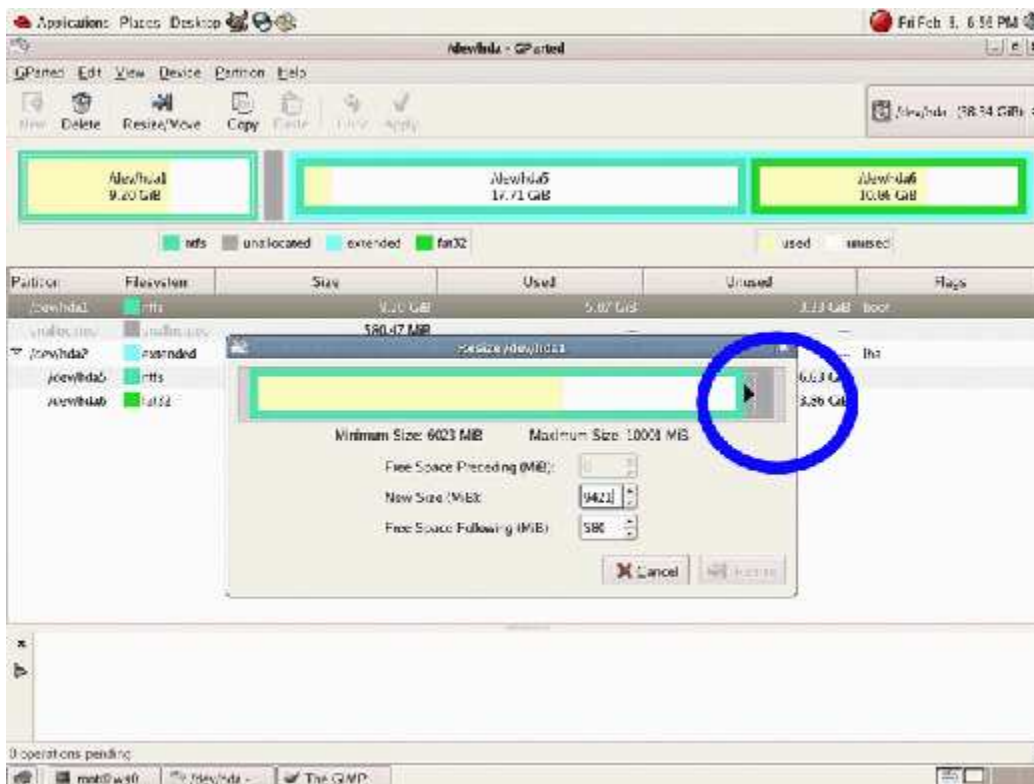 Applications Places Desktop
Fri Feb 3, 6:56 PM
/dev/hda - GParted
GParted Edit View Device Partition Help
New Delete Resize/Move Copy Paste Undo Apply
/dev/hda (38.34 GiB)
/dev/hda1
9.20 GiB
/dev/hda5
17.71 GiB
/dev/hda6
10.86 GiB
ntfs unallocated extended fat32
used unused
Partition Filesystem Size Used Unused Flags
/dev/hda1 ntfs 9.20 GiB 5.87 GiB 3.33 GiB boot
unallocated unallocated 580.47 MiB
/dev/hda2 extended lba
/dev/hda5 ntfs
/dev/hda6 fat32 3.86 GiB
Resize /dev/hda1
Minimum Size: 6023 MiB Maximum Size: 10001 MiB
Free Space Preceding (MiB): 0
New Size (MiB): 9421
Free Space Following (MiB): 580
Cancel
0 operations pending
/dev/hda - The GIMP